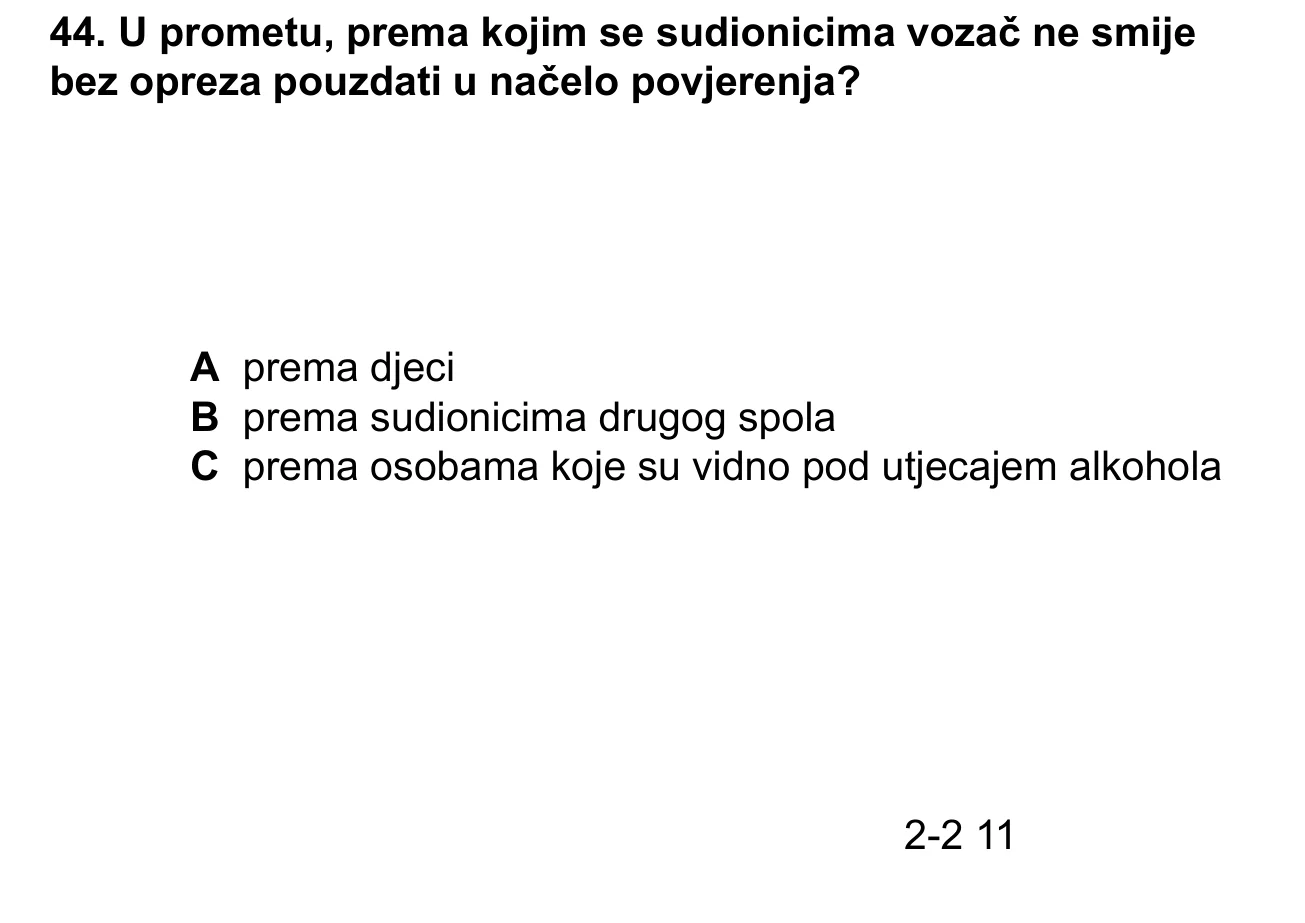 44. U prometu, prema kojim se sudionicima vozač ne smije
bez opreza pouzdati u načelo povjerenja?
A prema djeci
B prema sudionicima drugog spola
C prema osobama koje su vidno pod utjecajem alkohola
2-2 11